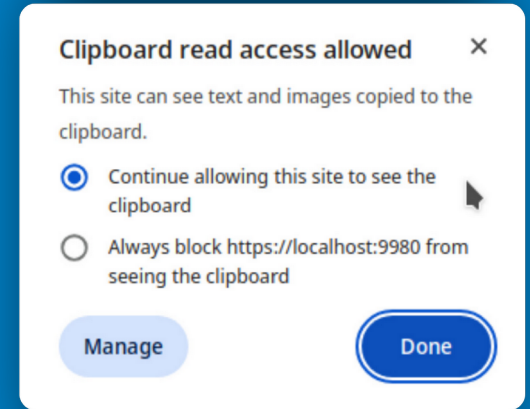 Clipboard read access allowed
This site can see text and images copied to the
clipboard.
Continue allowing this site to see the
clipboard
Always block https://localhost:9980 from
seeing the clipboard
Manage
Done